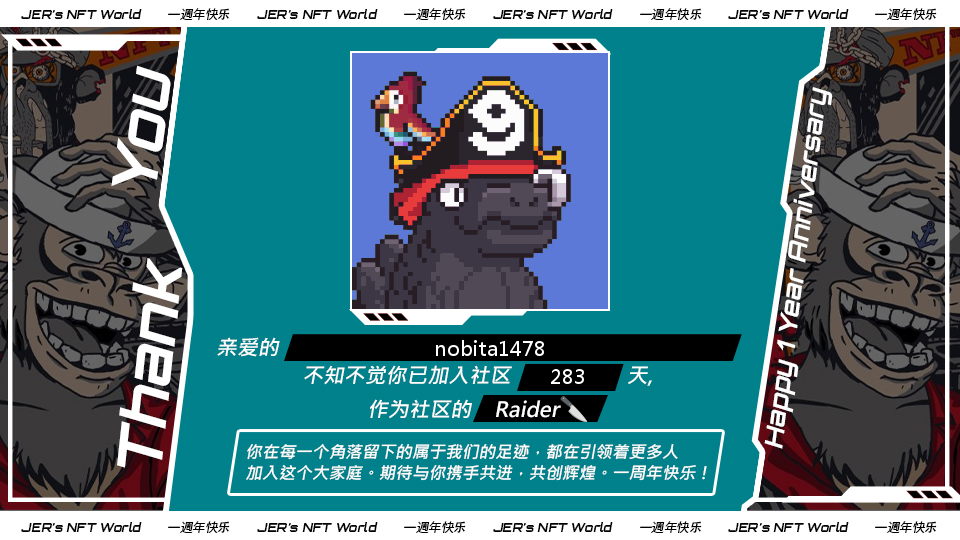 JER's NFT World 一週年快乐 JER's NFT World 一週年快乐 JER's NFT World 一週年快乐 JER's NFT World 一週年快乐
Thank You
9
亲爱的 nobita1478
不知不觉你已加入社区 283 天,
作为社区的 Raider🔪
你在每一个角落留下的属于我们的足迹，都在引领着更多人
加入这个大家庭。期待与你携手共进，共创辉煌。一周年快乐！
Happy 1 Year Anniversary
NFT
JER's NFT World 一週年快乐 JER's NFT World 一週年快乐 JER's NFT World 一週年快乐 JER's NFT World 一週年快乐